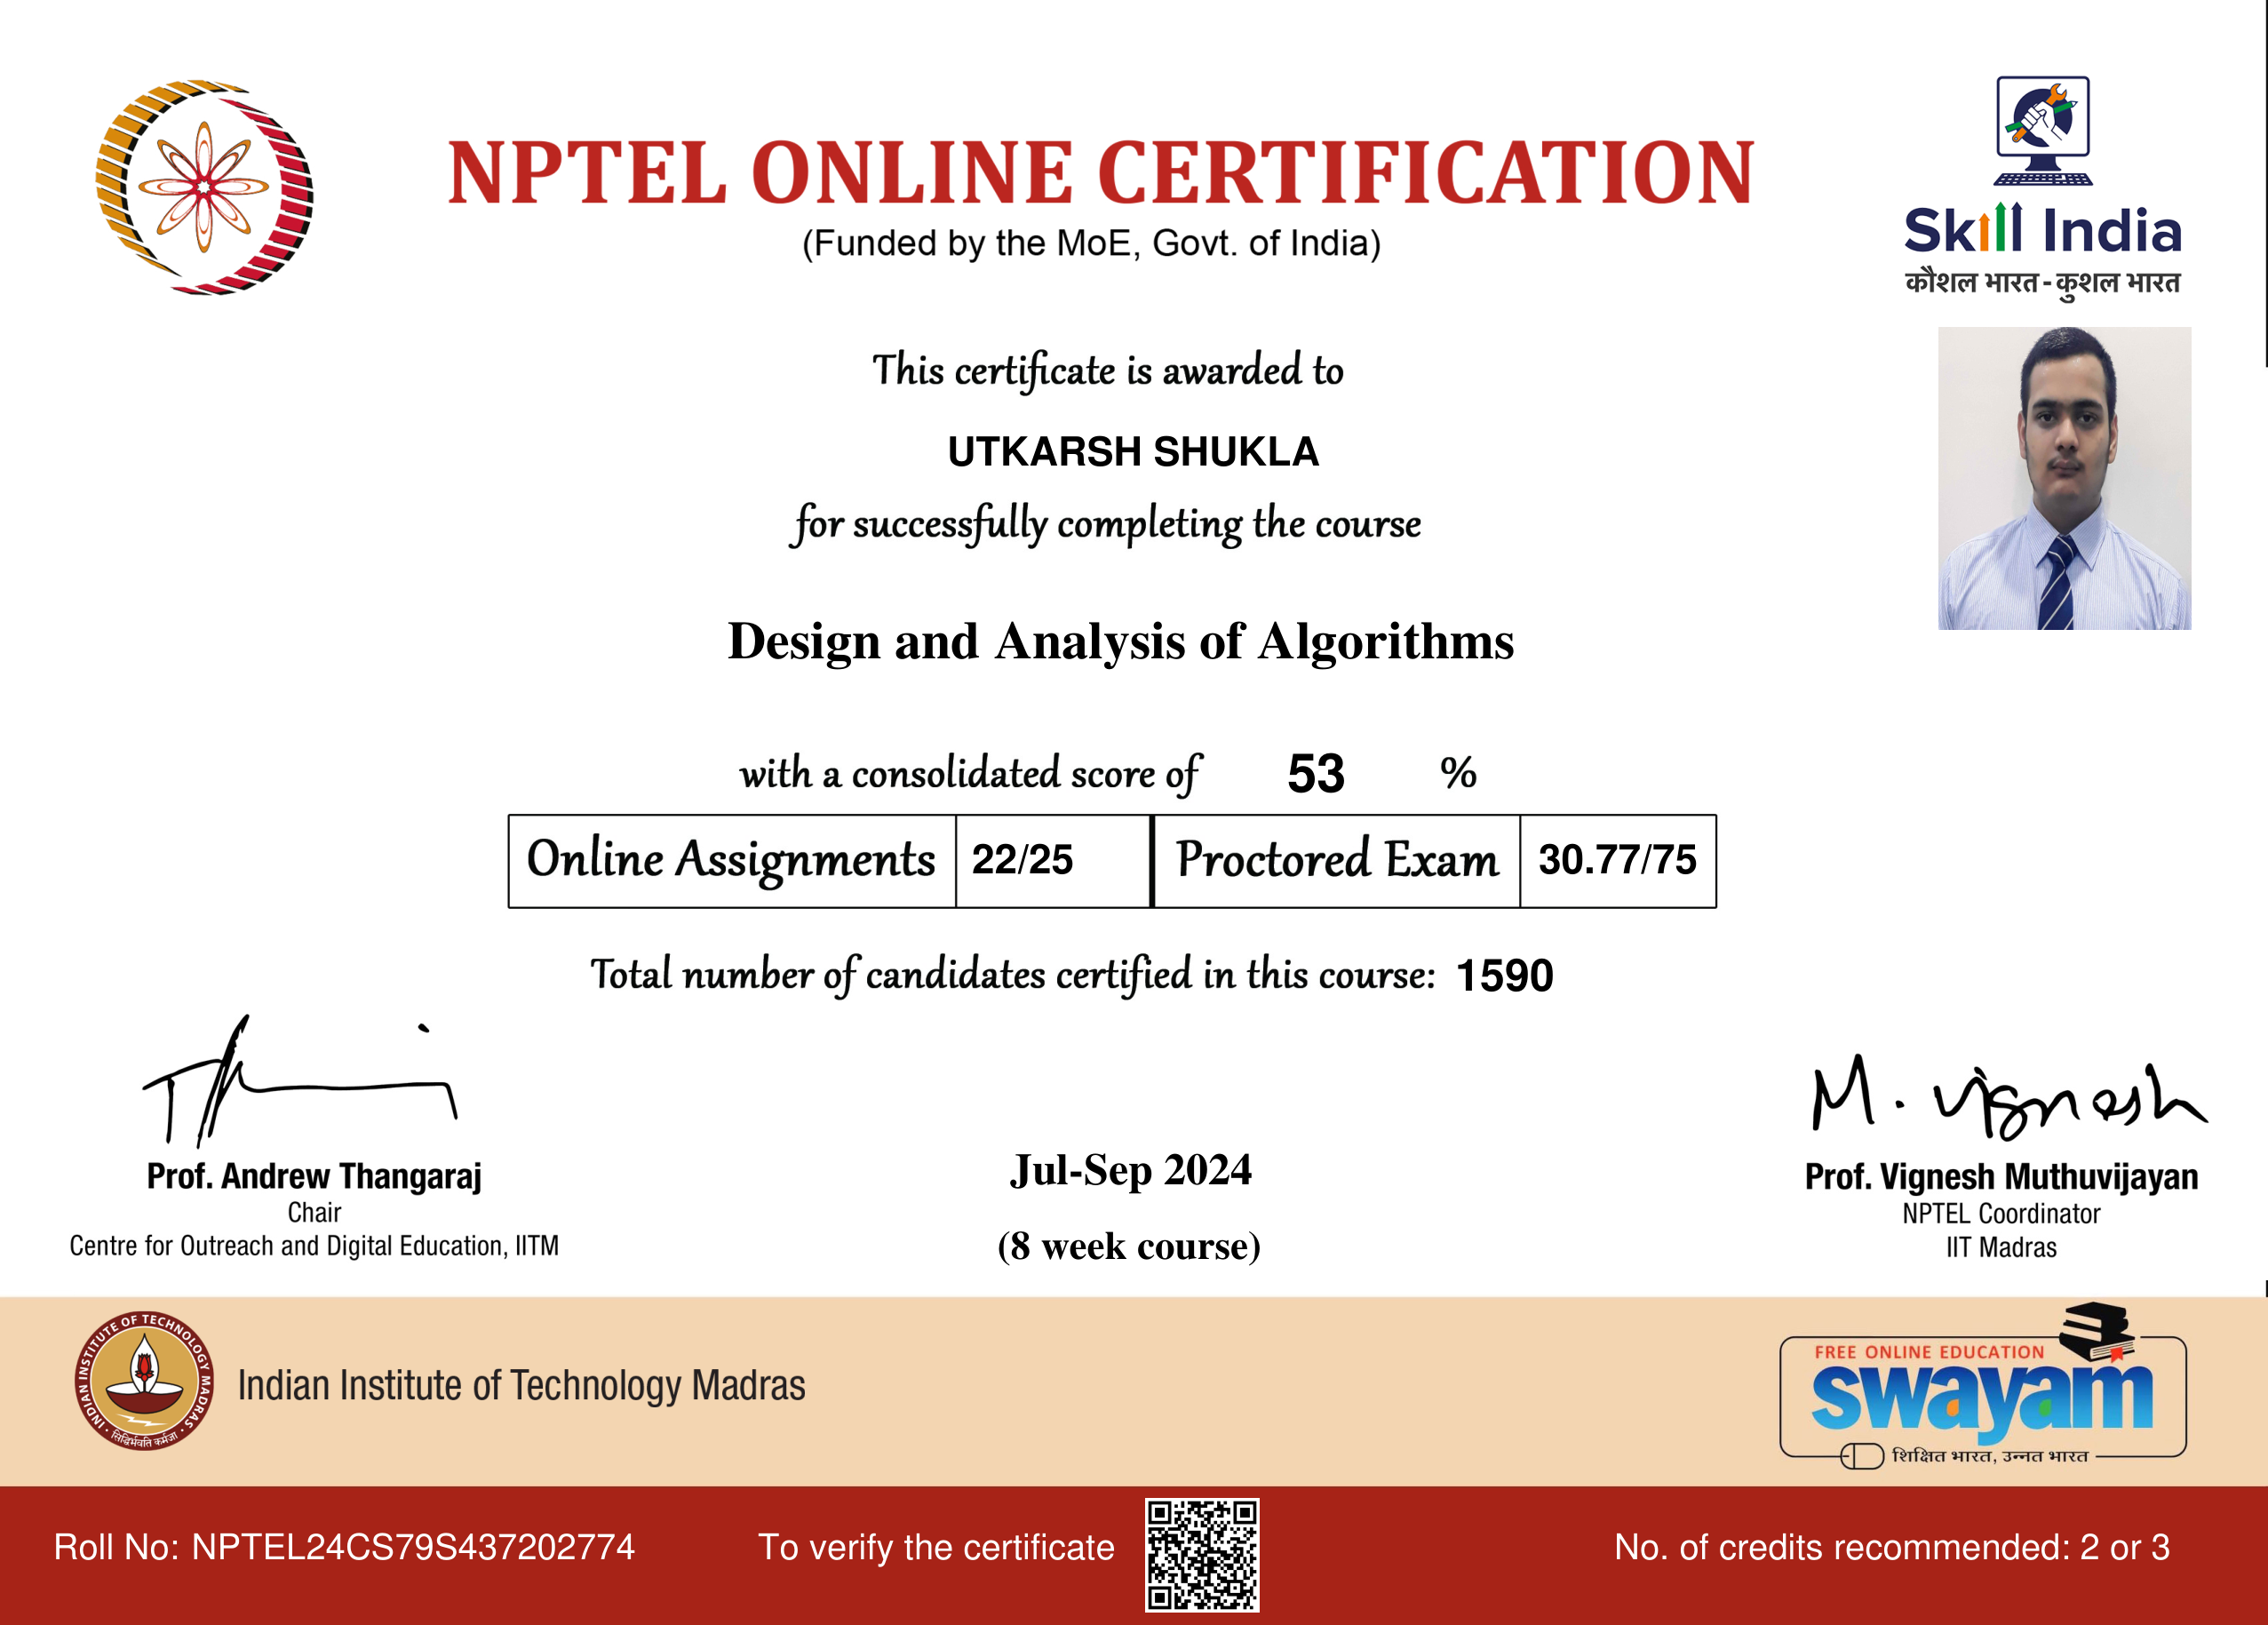 NPTEL ONLINE CERTIFICATION
(Funded by the MoE, Govt. of India)
Skill India
कौशल भारत - कुशल भारत
This certificate is awarded to
UTKARSH SHUKLA
for successfully completing the course
Design and Analysis of Algorithms
with a consolidated score of 53 %
Online Assignments 22/25 Proctored Exam 30.77/75
Total number of candidates certified in this course: 1590
M. Vignesh
Prof. Andrew Thangaraj
Chair
Centre for Outreach and Digital Education, IITM
Jul-Sep 2024
(8 week course)
Prof. Vignesh Muthuvijayan
NPTEL Coordinator
IIT Madras
INDIAN INSTITUTE OF TECHNOLOGY MADRAS
सिद्धिर्भवति कर्मजा
Indian Institute of Technology Madras
FREE ONLINE EDUCATION
swayam
शिक्षित भारत, उन्नत भारत
Roll No: NPTEL24CS79S437202774
To verify the certificate
No. of credits recommended: 2 or 3